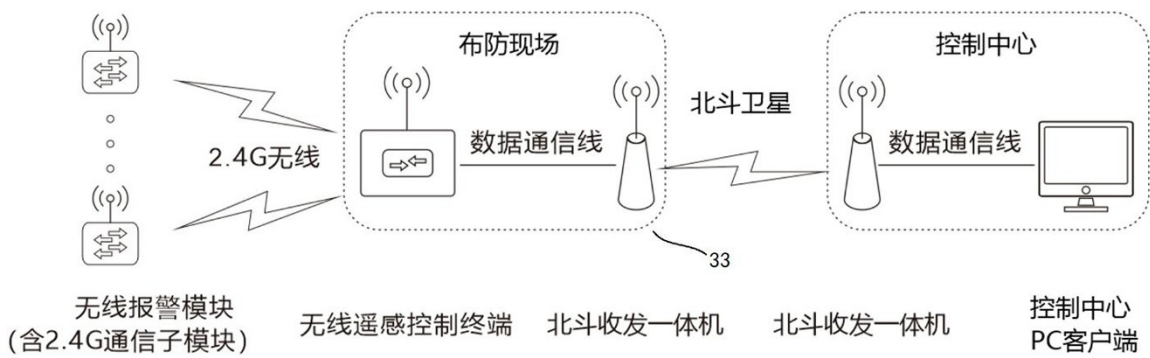 布防现场
控制中心
北斗卫星
2.4G无线
数据通信线
数据通信线
33
无线报警模块
(含2.4G通信子模块)
无线遥感控制终端
北斗收发一体机
北斗收发一体机
控制中心
PC客户端